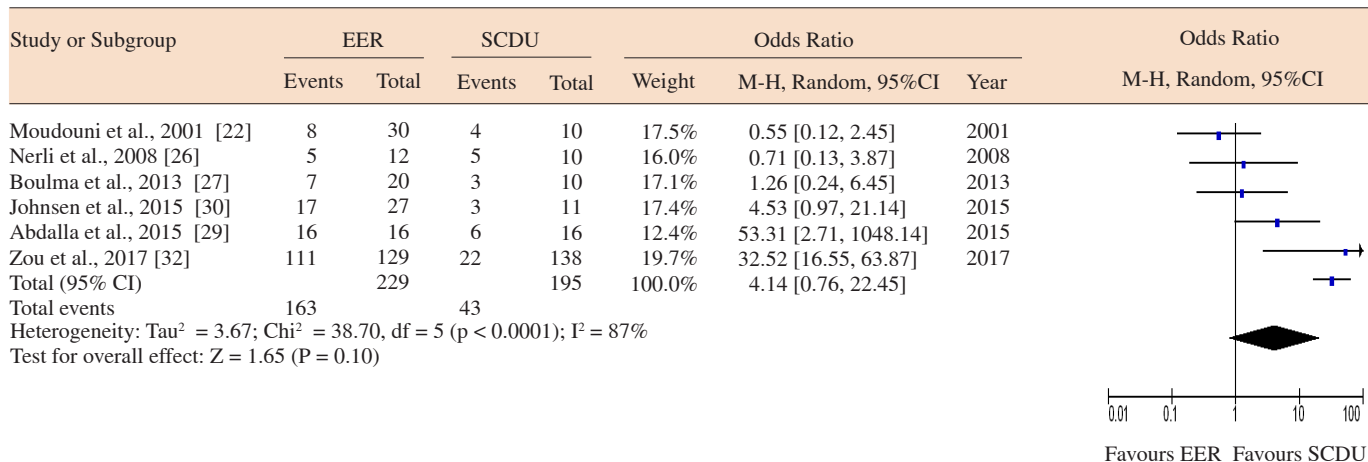 Study or Subgroup EER SCDU Odds Ratio Odds Ratio
Events Total Events Total Weight M-H, Random, 95%CI Year M-H, Random, 95%CI
Moudouni et al., 2001 [22] 8 30 4 10 17.5% 0.55 [0.12, 2.45] 2001
Nerli et al., 2008 [26] 5 12 5 10 16.0% 0.71 [0.13, 3.87] 2008
Boulma et al., 2013 [27] 7 20 3 10 17.1% 1.26 [0.24, 6.45] 2013
Johnsen et al., 2015 [30] 17 27 3 11 17.4% 4.53 [0.97, 21.14] 2015
Abdalla et al., 2015 [29] 16 16 6 16 12.4% 53.31 [2.71, 1048.14] 2015
Zou et al., 2017 [32] 111 129 22 138 19.7% 32.52 [16.55, 63.87] 2017
Total (95% CI) 229 195 100.0% 4.14 [0.76, 22.45]
Total events 163 43
Heterogeneity: Tau² = 3.67; Chi² = 38.70, df = 5 (p < 0.0001); I² = 87%
Test for overall effect: Z = 1.65 (P = 0.10)
0.01 0.1 1 10 100
Favours EER Favours SCDU